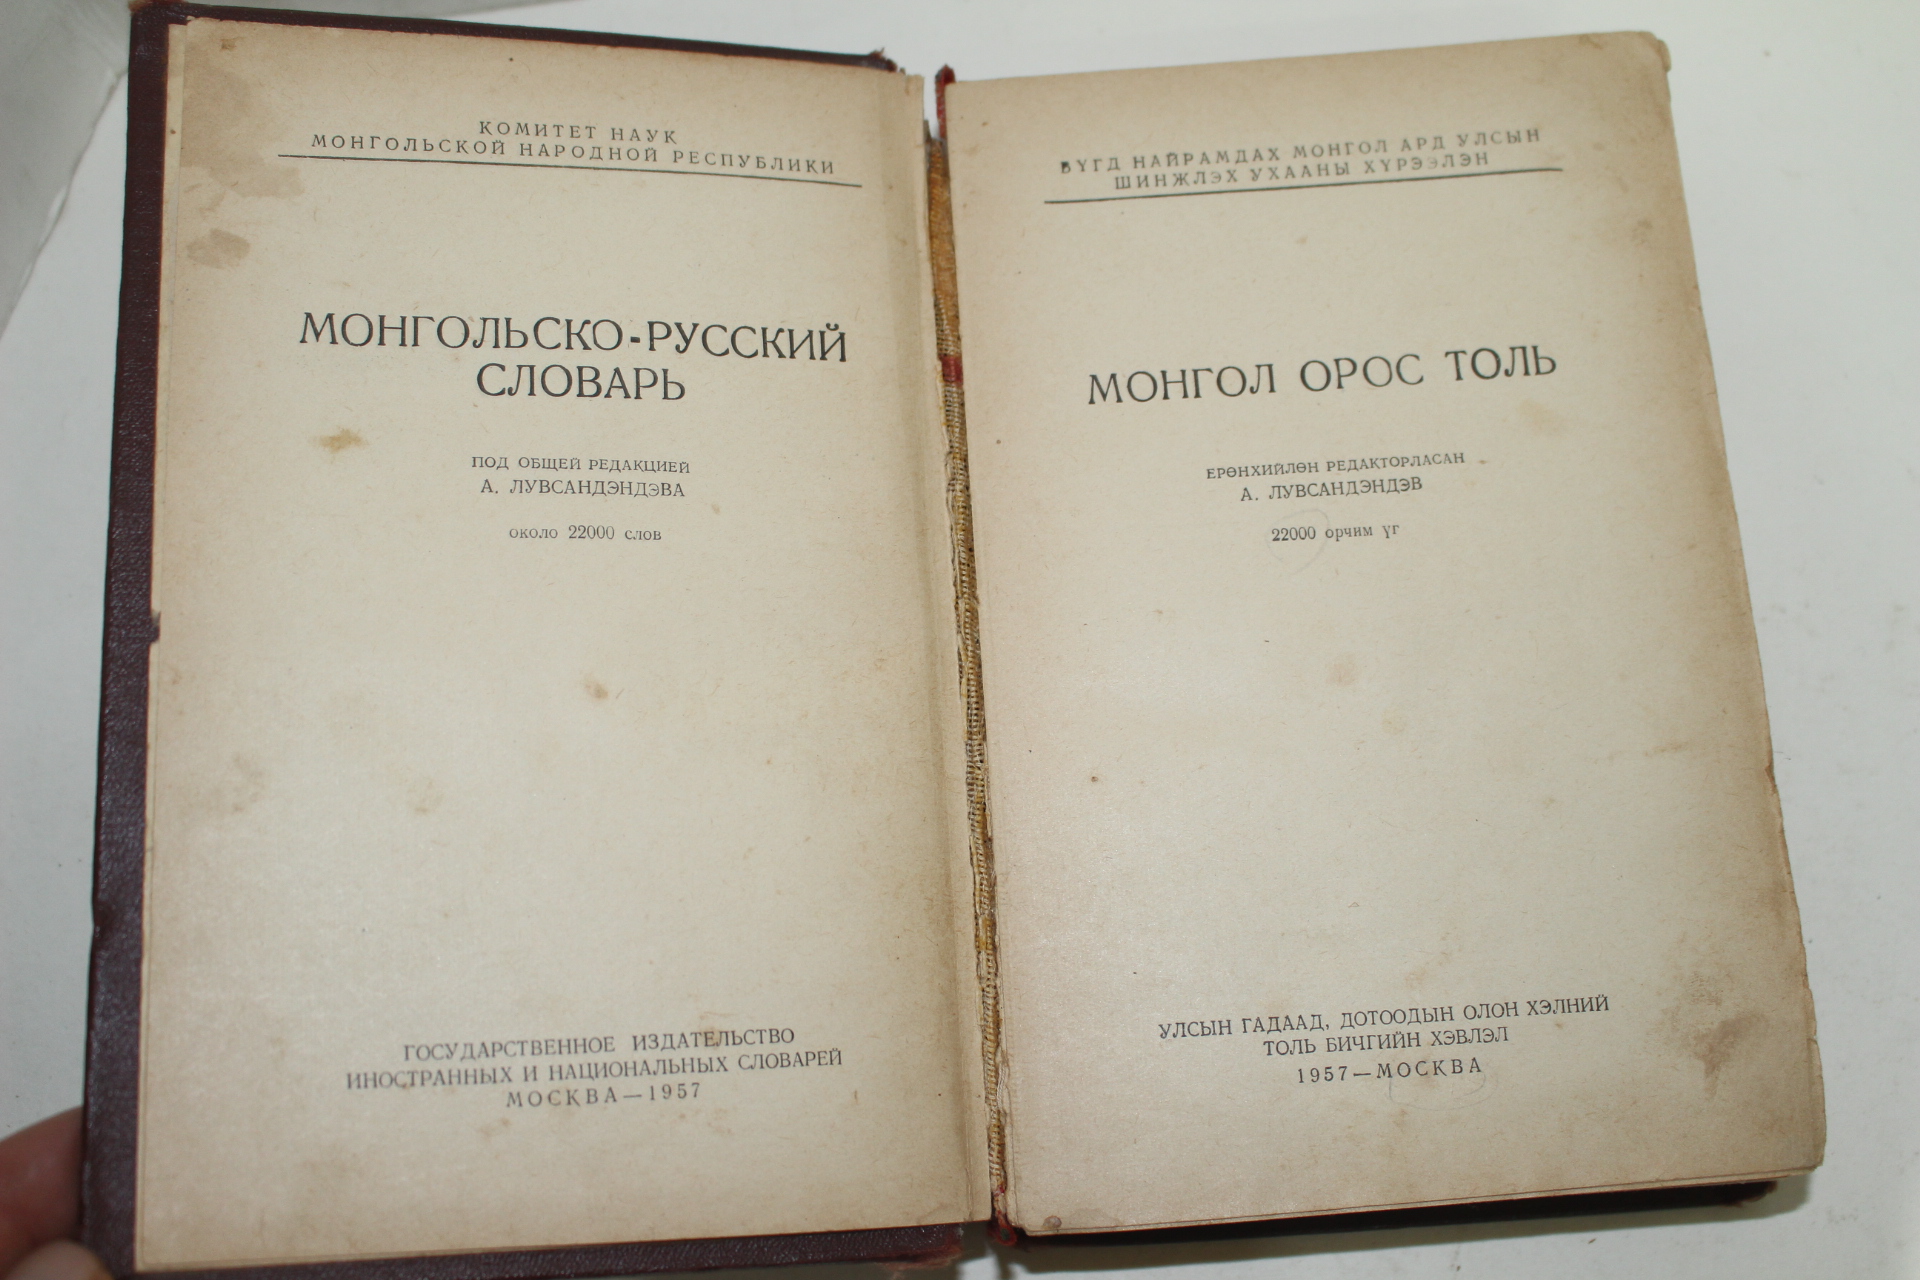 КОМИТЕТ НАУК
МОНГОЛЬСКОЙ НАРОДНОЙ РЕСПУБЛИКИ
МОНГОЛЬСКО-РУССКИЙ
СЛОВАРЬ
ПОД ОБЩЕЙ РЕДАКЦИЕЙ
А. ЛУВСАНДЭНДЭВА
около 22000 слов
ГОСУДАРСТВЕННОЕ ИЗДАТЕЛЬСТВО
ИНОСТРАННЫХ И НАЦИОНАЛЬНЫХ СЛОВАРЕЙ
МОСКВА — 1957
БҮГД НАЙРАМДАХ МОНГОЛ АРД УЛСЫН
ШИНЖЛЭХ УХААНЫ ХҮРЭЭЛЭН
МОНГОЛ ОРОС ТОЛЬ
ЕРӨНХИЙЛӨН РЕДАКТОРЛАСАН
А. ЛУВСАНДЭНДЭВ
22000 орчим үг
УЛСЫН ГАДААД, ДОТООДЫН ОЛОН ХЭЛНИЙ
ТОЛЬ БИЧГИЙН ХЭВЛЭЛ
1957 — МОСКВА